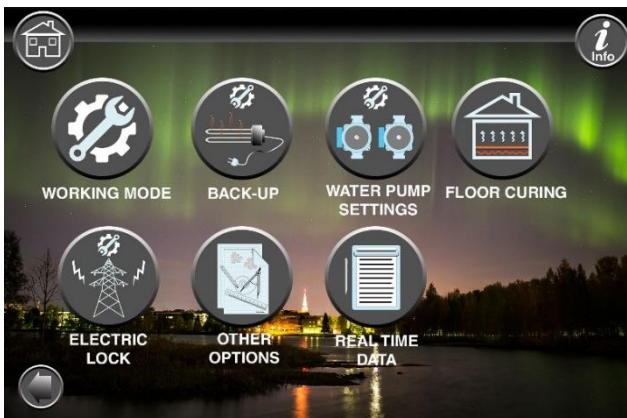 i
Info
WORKING MODE
BACK-UP
WATER PUMP
SETTINGS
FLOOR CURING
ELECTRIC
LOCK
OTHER
OPTIONS
REAL TIME
DATA